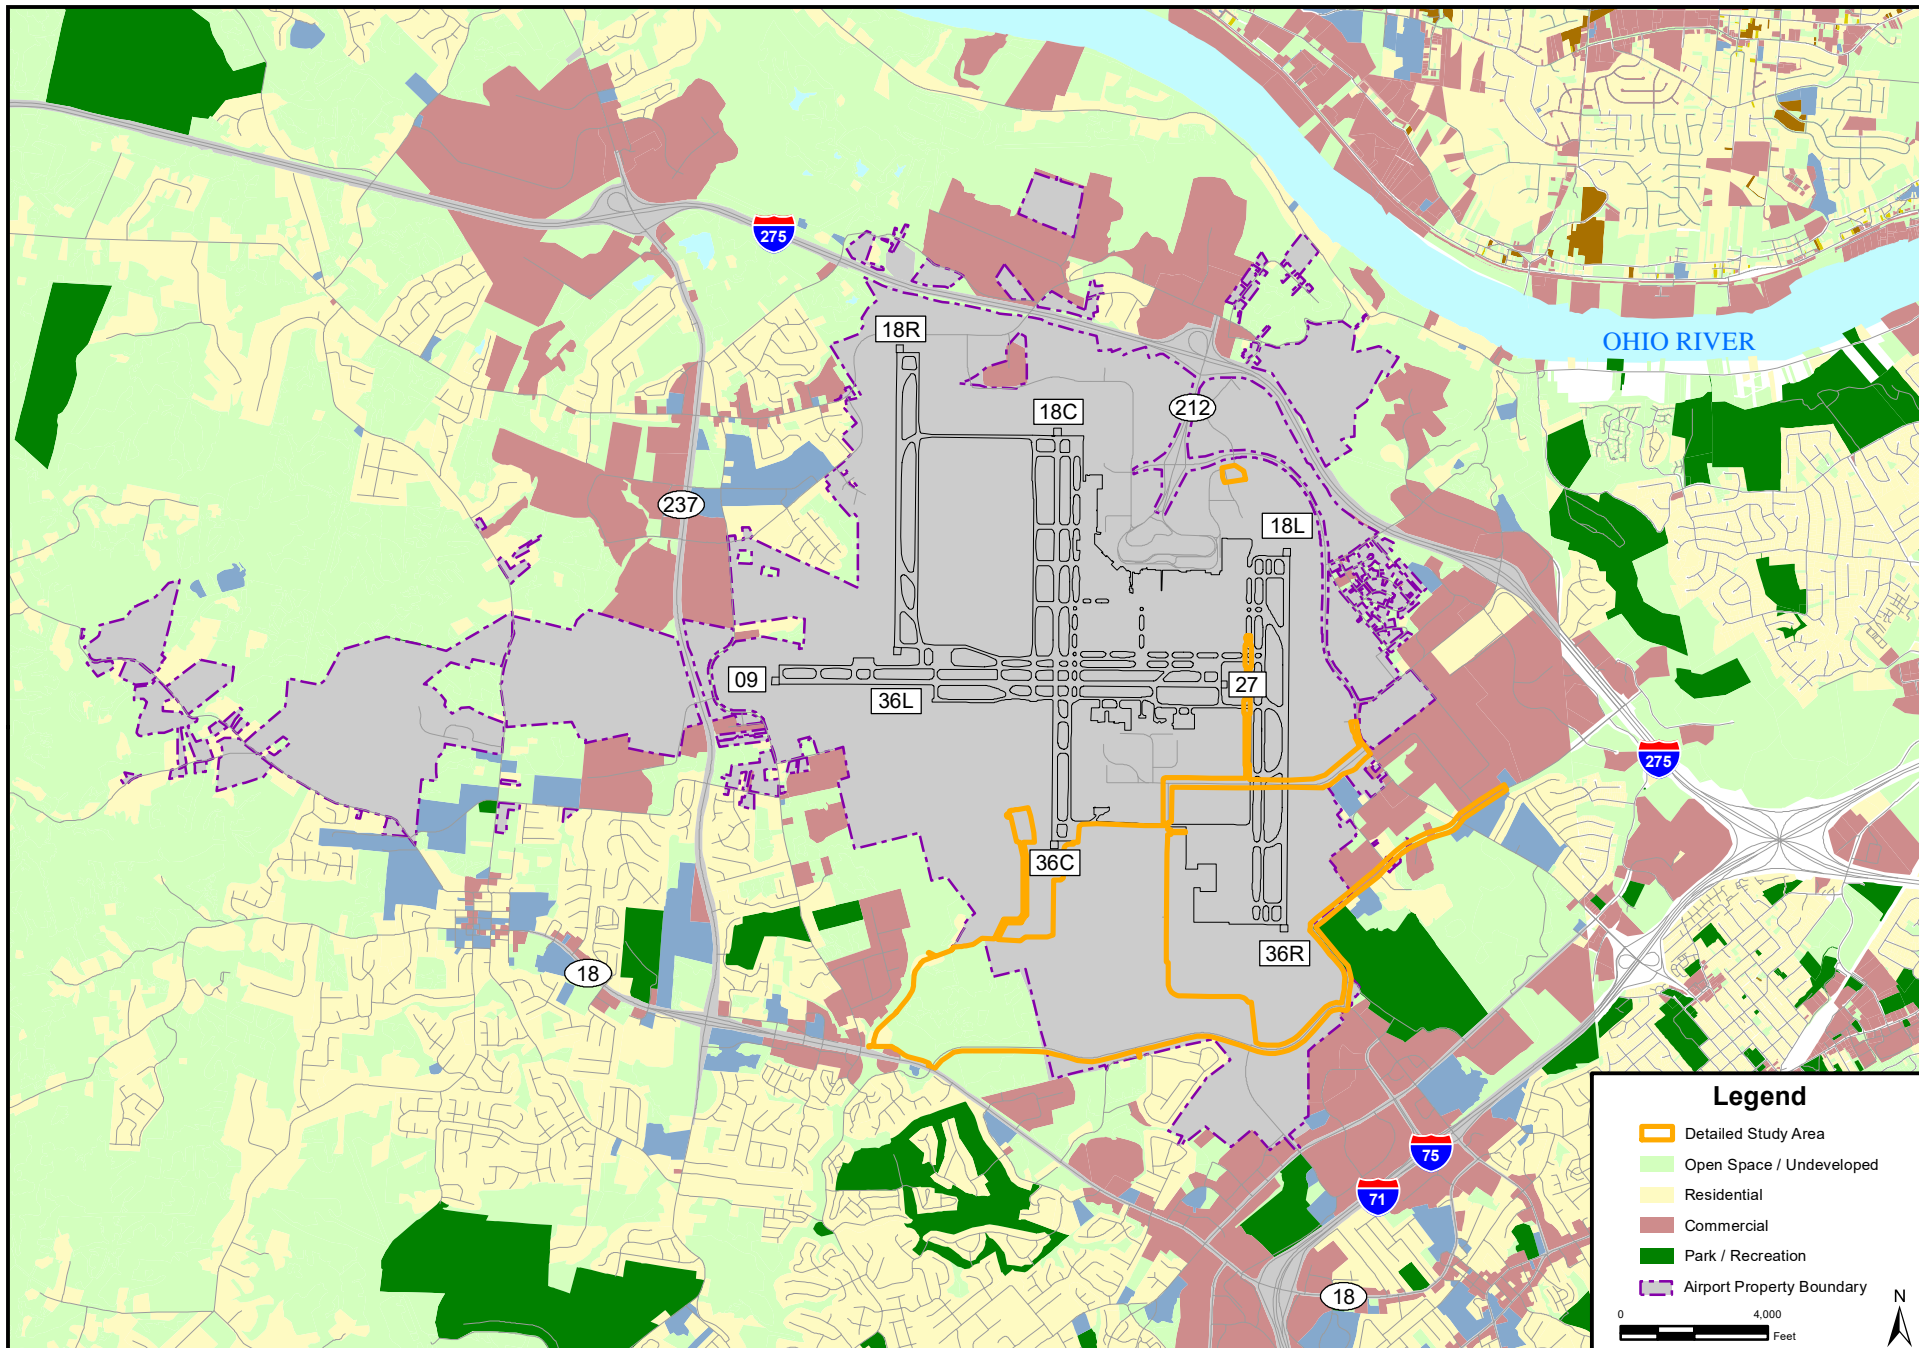 275
18R
OHIO RIVER
18C
212
237
18L
09
27
36L
275
36C
36R
18
Legend
Detailed Study Area
Open Space / Undeveloped
Residential
Commercial
Park / Recreation
Airport Property Boundary
75
71
18
N
0 4,000
Feet